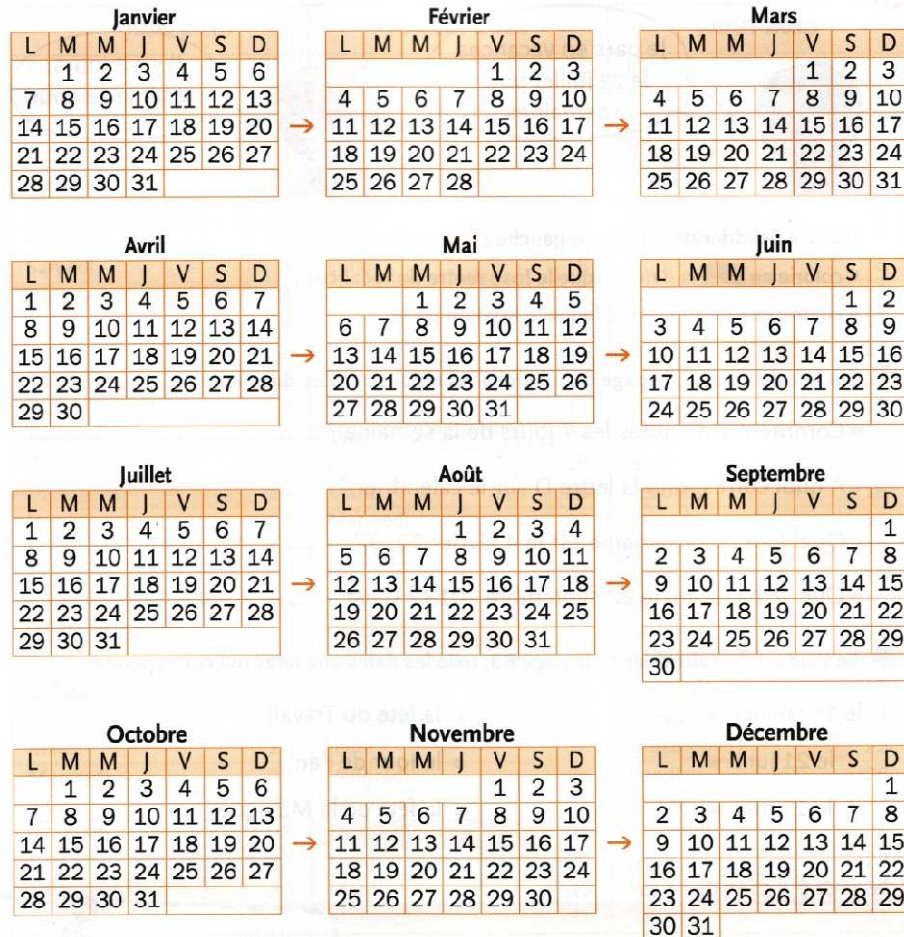 Janvier
L M M J V S D
1 2 3 4 5 6
7 8 9 10 11 12 13
14 15 16 17 18 19 20
21 22 23 24 25 26 27
28 29 30 31
→
Février
L M M J V S D
1 2 3
4 5 6 7 8 9 10
11 12 13 14 15 16 17
18 19 20 21 22 23 24
25 26 27 28
→
Mars
L M M J V S D
1 2 3
4 5 6 7 8 9 10
11 12 13 14 15 16 17
18 19 20 21 22 23 24
25 26 27 28 29 30 31
Avril
L M M J V S D
1 2 3 4 5 6 7
8 9 10 11 12 13 14
15 16 17 18 19 20 21
22 23 24 25 26 27 28
29 30
→
Mai
L M M J V S D
1 2 3 4 5
6 7 8 9 10 11 12
13 14 15 16 17 18 19
20 21 22 23 24 25 26
27 28 29 30 31
→
Juin
L M M J V S D
1 2
3 4 5 6 7 8 9
10 11 12 13 14 15 16
17 18 19 20 21 22 23
24 25 26 27 28 29 30
Juillet
L M M J V S D
1 2 3 4 5 6 7
8 9 10 11 12 13 14
15 16 17 18 19 20 21
22 23 24 25 26 27 28
29 30 31
→
Août
L M M J V S D
1 2 3 4
5 6 7 8 9 10 11
12 13 14 15 16 17 18
19 20 21 22 23 24 25
26 27 28 29 30 31
→
Septembre
L M M J V S D
1
2 3 4 5 6 7 8
9 10 11 12 13 14 15
16 17 18 19 20 21 22
23 24 25 26 27 28 29
30
Octobre
L M M J V S D
1 2 3 4 5 6
7 8 9 10 11 12 13
14 15 16 17 18 19 20
21 22 23 24 25 26 27
28 29 30 31
→
Novembre
L M M J V S D
1 2 3
4 5 6 7 8 9 10
11 12 13 14 15 16 17
18 19 20 21 22 23 24
25 26 27 28 29 30
→
Décembre
L M M J V S D
1
2 3 4 5 6 7 8
9 10 11 12 13 14 15
16 17 18 19 20 21 22
23 24 25 26 27 28 29
30 31